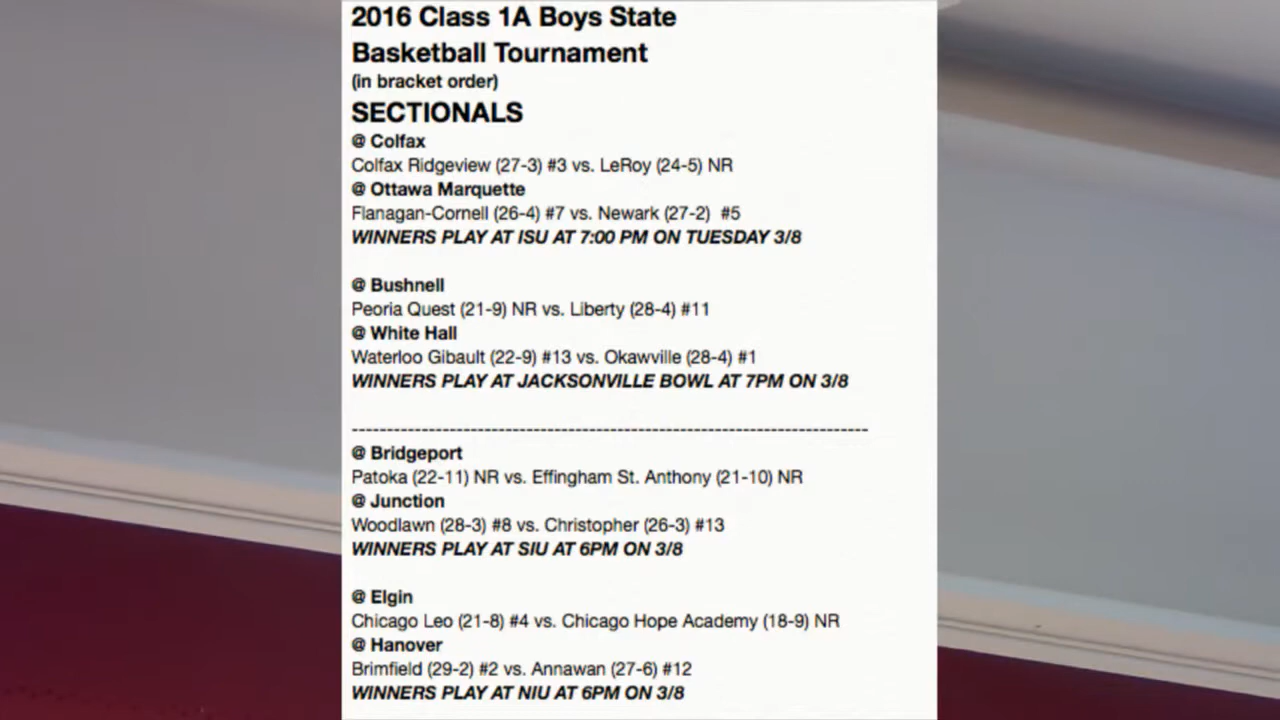 2016 Class 1A Boys State
Basketball Tournament
(in bracket order)
SECTIONALS
@ Colfax
Colfax Ridgeview (27-3) #3 vs. LeRoy (24-5) NR
@ Ottawa Marquette
Flanagan-Cornell (26-4) #7 vs. Newark (27-2) #5
WINNERS PLAY AT ISU AT 7:00 PM ON TUESDAY 3/8
@ Bushnell
Peoria Quest (21-9) NR vs. Liberty (28-4) #11
@ White Hall
Waterloo Gibault (22-9) #13 vs. Okawville (28-4) #1
WINNERS PLAY AT JACKSONVILLE BOWL AT 7PM ON 3/8
--------------------------------------------------------------------------
@ Bridgeport
Patoka (22-11) NR vs. Effingham St. Anthony (21-10) NR
@ Junction
Woodlawn (28-3) #8 vs. Christopher (26-3) #13
WINNERS PLAY AT SIU AT 6PM ON 3/8
@ Elgin
Chicago Leo (21-8) #4 vs. Chicago Hope Academy (18-9) NR
@ Hanover
Brimfield (29-2) #2 vs. Annawan (27-6) #12
WINNERS PLAY AT NIU AT 6PM ON 3/8